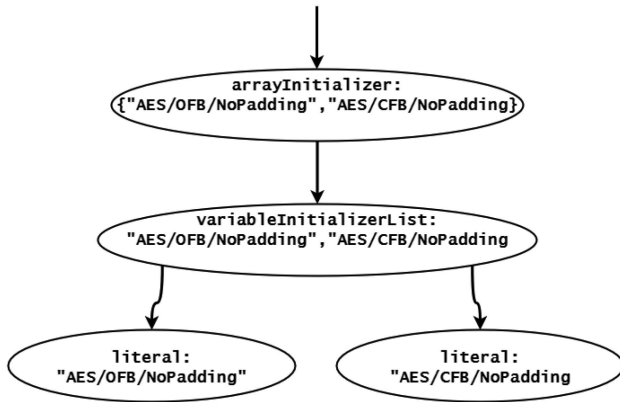 arrayInitializer:
{"AES/OFB/NoPadding","AES/CFB/NoPadding}
variableInitializerList:
"AES/OFB/NoPadding","AES/CFB/NoPadding
literal:
"AES/OFB/NoPadding"
literal:
"AES/CFB/NoPadding